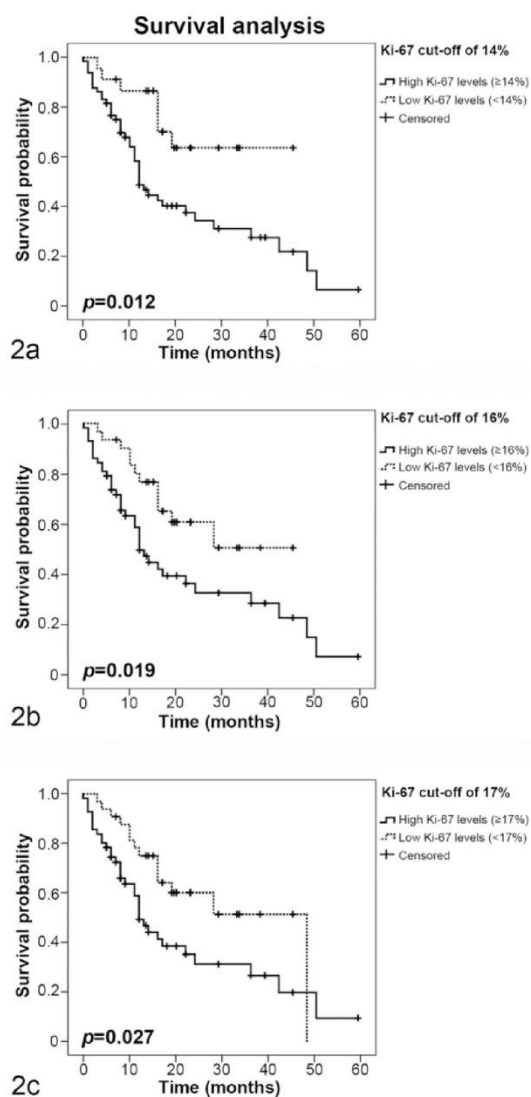 Survival analysis
Ki-67 cut-off of 14%
High Ki-67 levels (≥14%)
Low Ki-67 levels (<14%)
Censored
Survival probability
1.0
0.8
0.6
0.4
0.2
0
p=0.012
0 10 20 30 40 50 60
Time (months)
2a
Ki-67 cut-off of 16%
High Ki-67 levels (≥16%)
Low Ki-67 levels (<16%)
Censored
Survival probability
1.0
0.8
0.6
0.4
0.2
0
p=0.019
0 10 20 30 40 50 60
Time (months)
2b
Ki-67 cut-off of 17%
High Ki-67 levels (≥17%)
Low Ki-67 levels (<17%)
Censored
Survival probability
1.0
0.8
0.6
0.4
0.2
0
p=0.027
0 10 20 30 40 50 60
Time (months)
2c